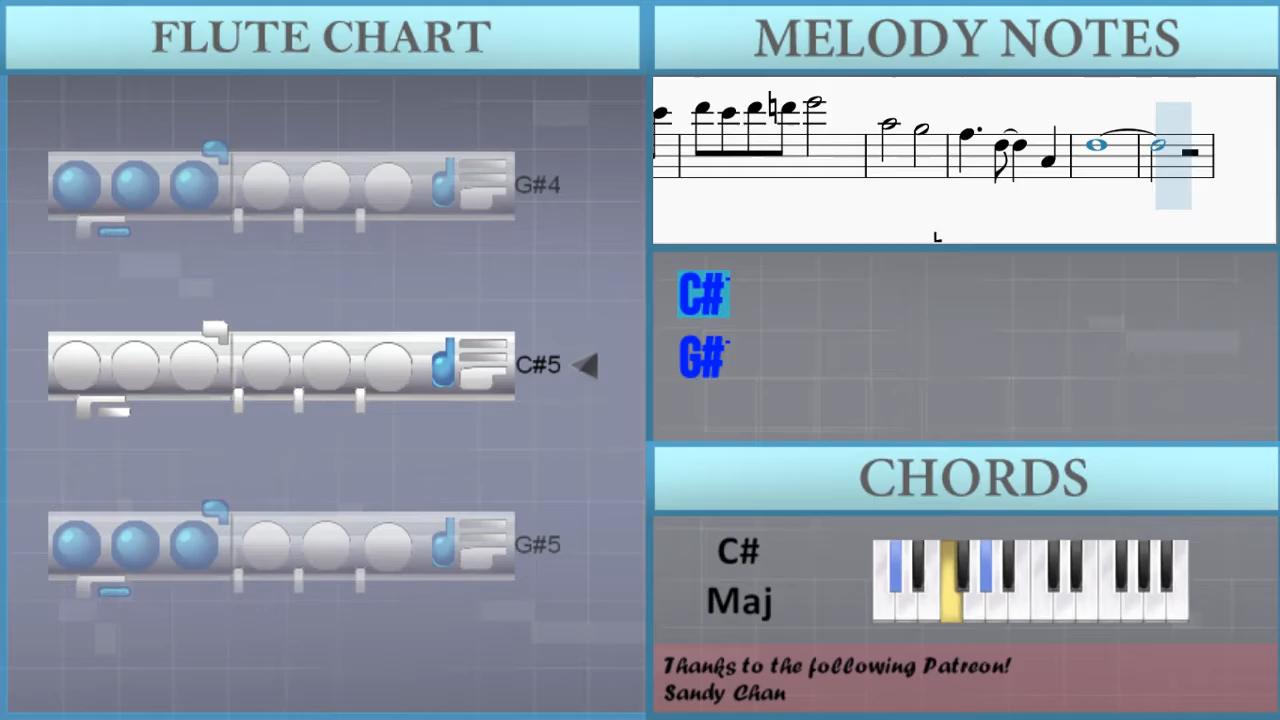 FLUTE CHART
G#4
C#5
G#5
MELODY NOTES
L
C#-
G#-
CHORDS
C#
Maj
Thanks to the following Patreon!
Sandy Chan